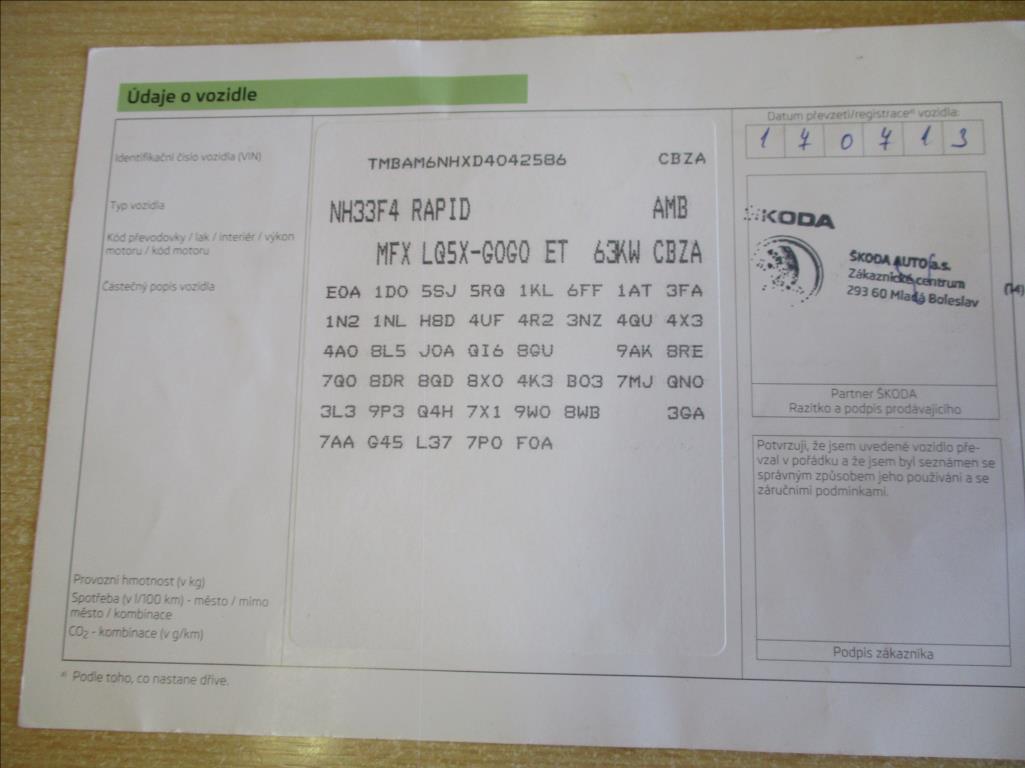 Údaje o vozidle
Identifikační číslo vozidla (VIN)
TMBAM6NHXD4042586 CBZA
Typ vozidla
NH33F4 RAPID AMB
Kód převodovky / lak / interiér / výkon
motoru / kód motoru
MFX LQ5X-GOGO ET 63KW CBZA
Částečný popis vozidla
E0A 1D0 5SJ 5RQ 1KL 6FF 1AT 3FA
1N2 1NL H8D 4UF 4R2 3NZ 4QU 4X3
4A0 8L5 J0A QI6 8GU 9AK 8RE
7Q0 8DR 8QD 8X0 4K3 B03 7MJ QN0
3L3 9P3 Q4H 7X1 9W0 8WB 3GA
7AA G45 L37 7P0 F0A
Provozní hmotnost (v kg)
Spotřeba (v l/100 km) - město / mimo
město / kombinace
CO₂ - kombinace (v g/km)
*⁾ Podle toho, co nastane dříve.
Datum převzetí/registrace*⁾ vozidla:
1 7 0 7 1 3
ŠKODA
ŠKODA AUTO a.s.
Zákaznické centrum
293 60 Mladá Boleslav
(14)
Partner ŠKODA
Razítko a podpis prodávajícího
Potvrzuji, že jsem uvedené vozidlo pře-
vzal v pořádku a že jsem byl seznámen se
správným způsobem jeho používání a se
záručními podmínkami.
Podpis zákazníka